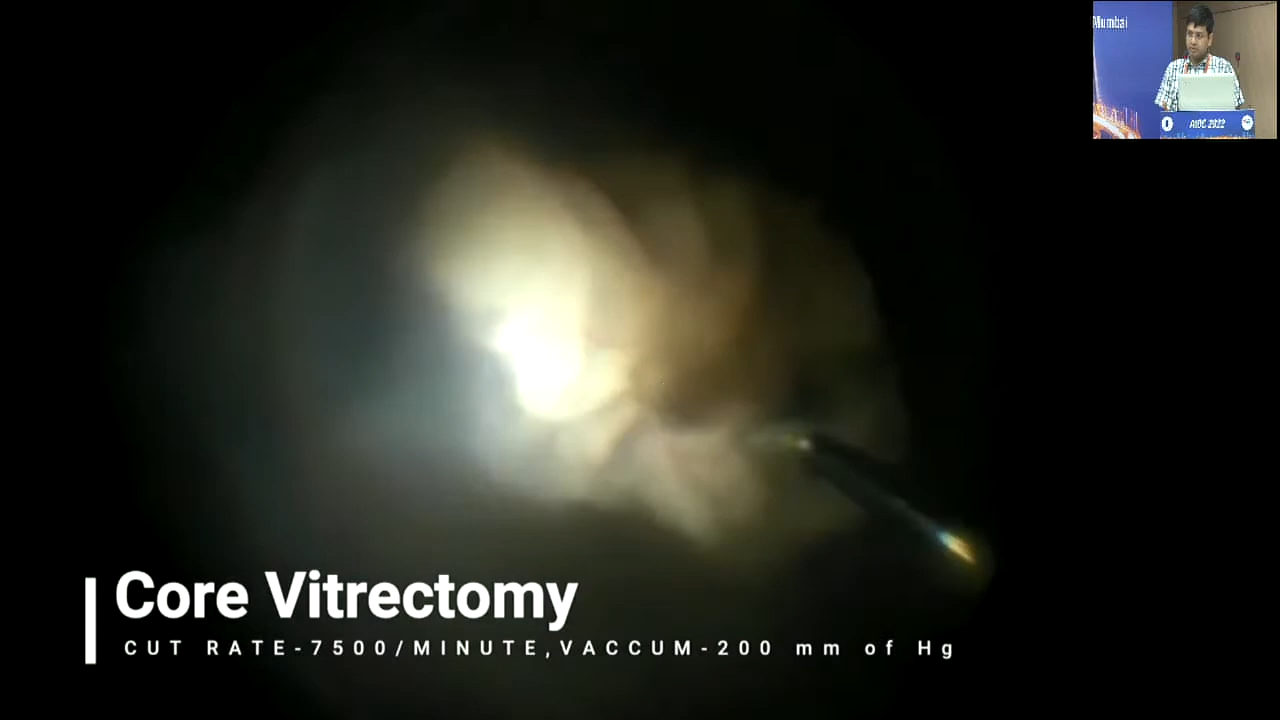 Mumbai
AIOC 2022
Core Vitrectomy
CUT RATE-7500/MINUTE,VACCUM-200 mm of Hg